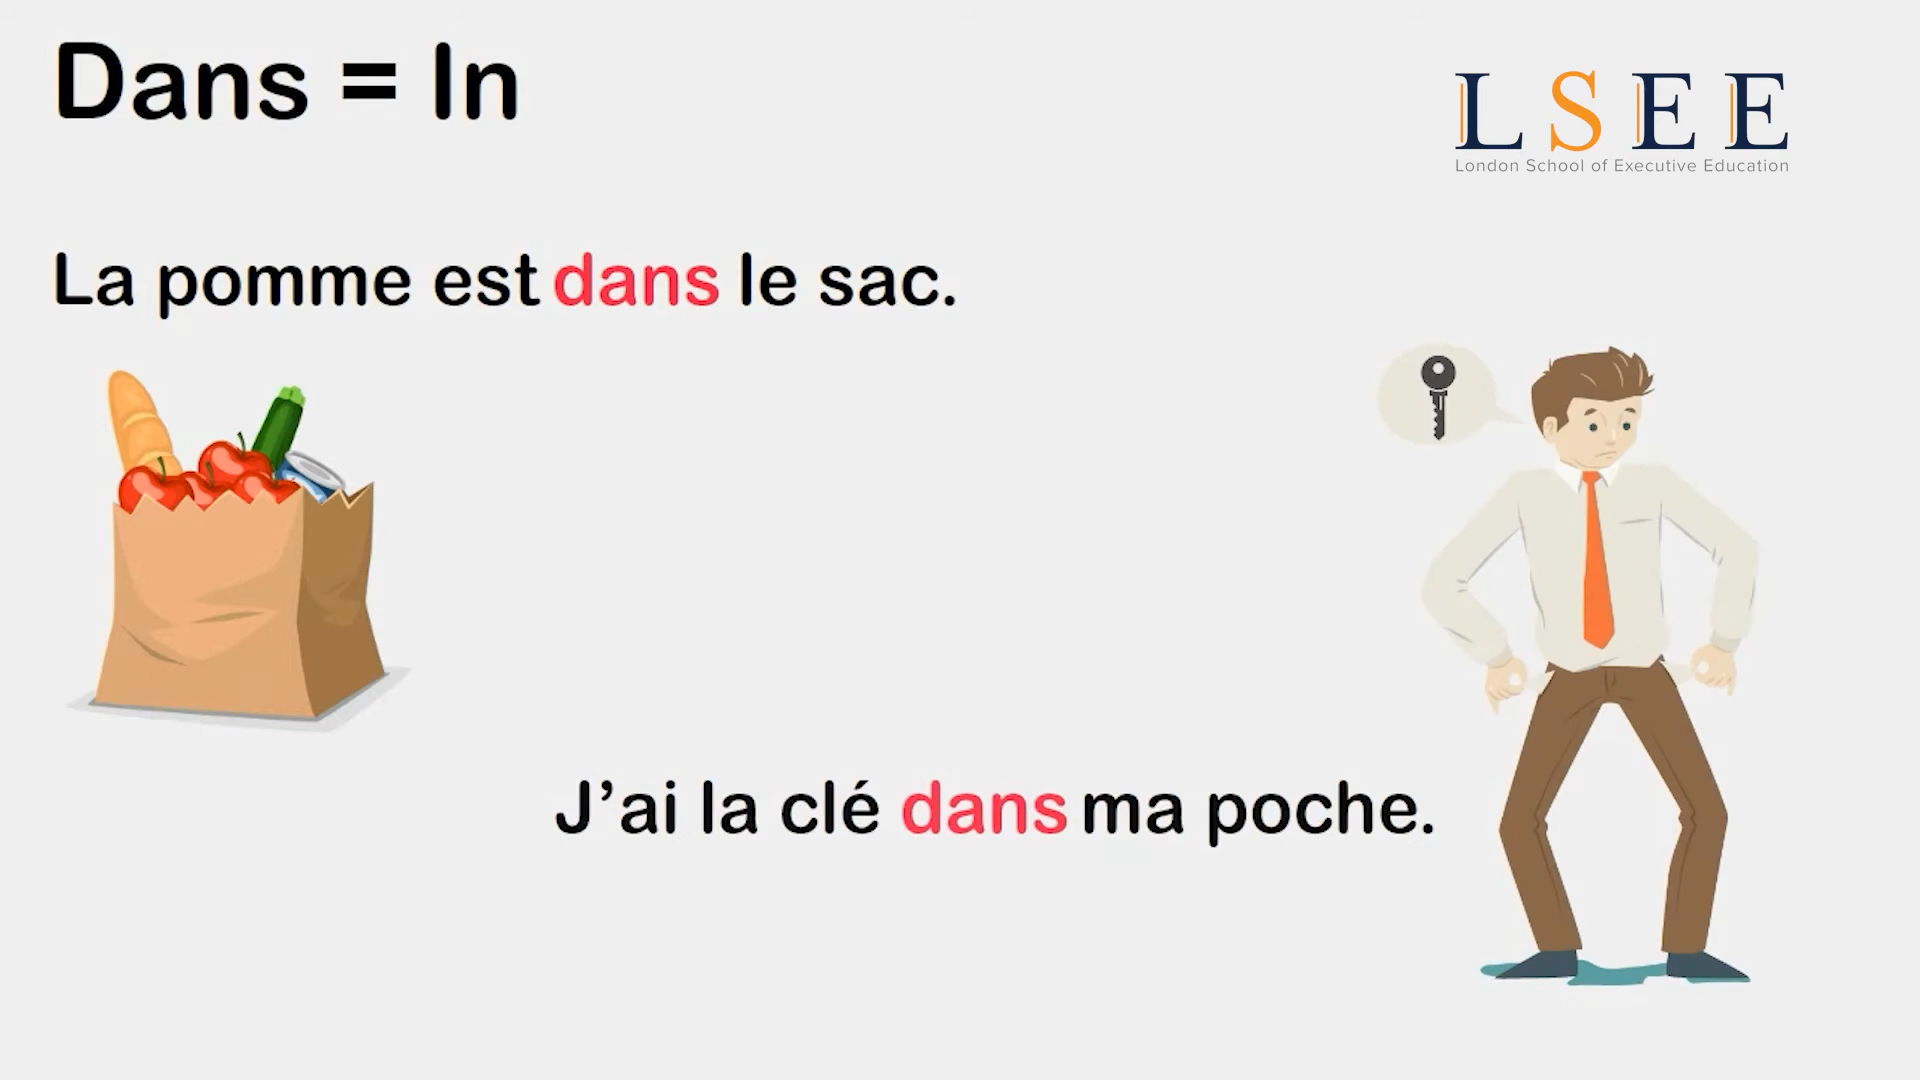 Dans = In
L S E E
London School of Executive Education
La pomme est dans le sac.
J’ai la clé dans ma poche.